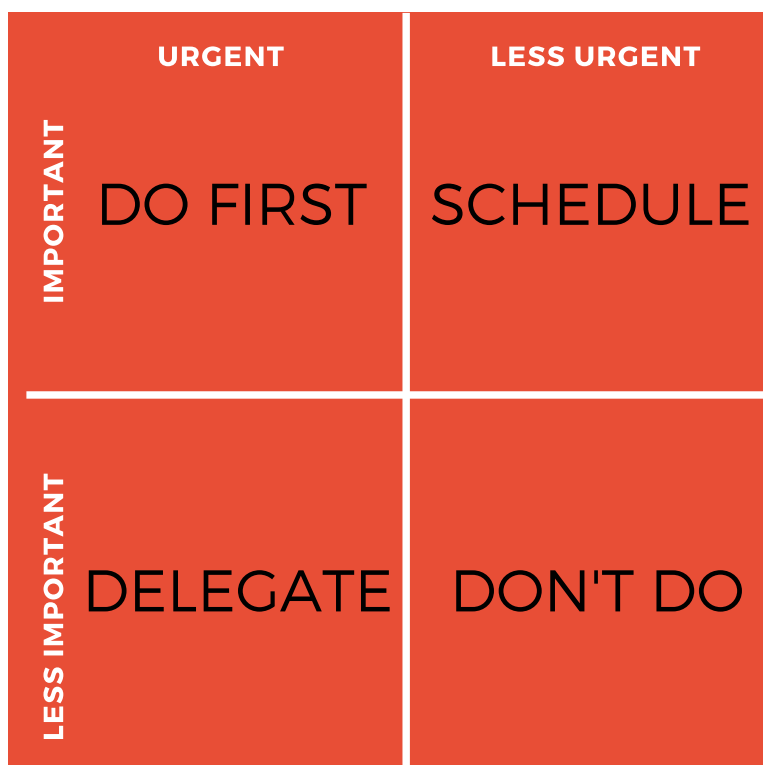 URGENT
LESS URGENT
IMPORTANT
DO FIRST
SCHEDULE
LESS IMPORTANT
DELEGATE
DON'T DO